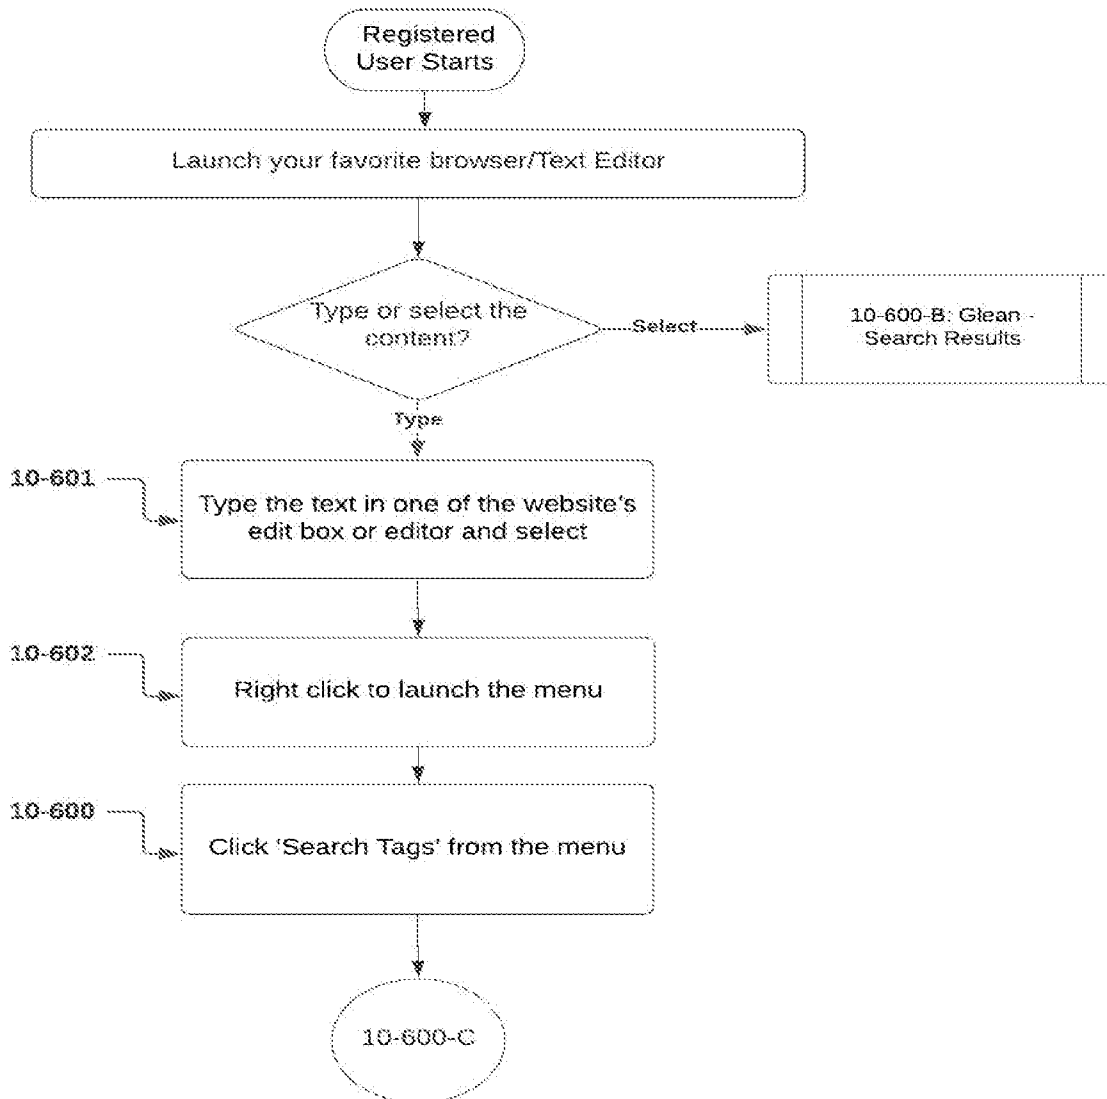 Registered
User Starts
Launch your favorite browser/Text Editor
Type or select the
content?
Select
10-600-B: Glean -
Search Results
Type
10-601
Type the text in one of the website's
edit box or editor and select
10-602
Right click to launch the menu
10-600
Click 'Search Tags' from the menu
10-600-C